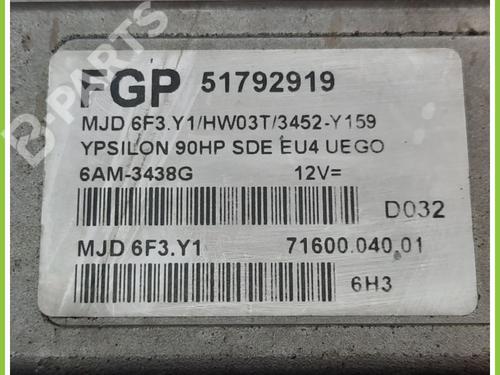 B-PARTS
FGP 51792919
MJD 6F3.Y1/HW03T/3452-Y159
YPSILON 90HP SDE EU4 UEGO
6AM-3438G 12V=
D032
MJD 6F3.Y1 71600.040.01
6H3